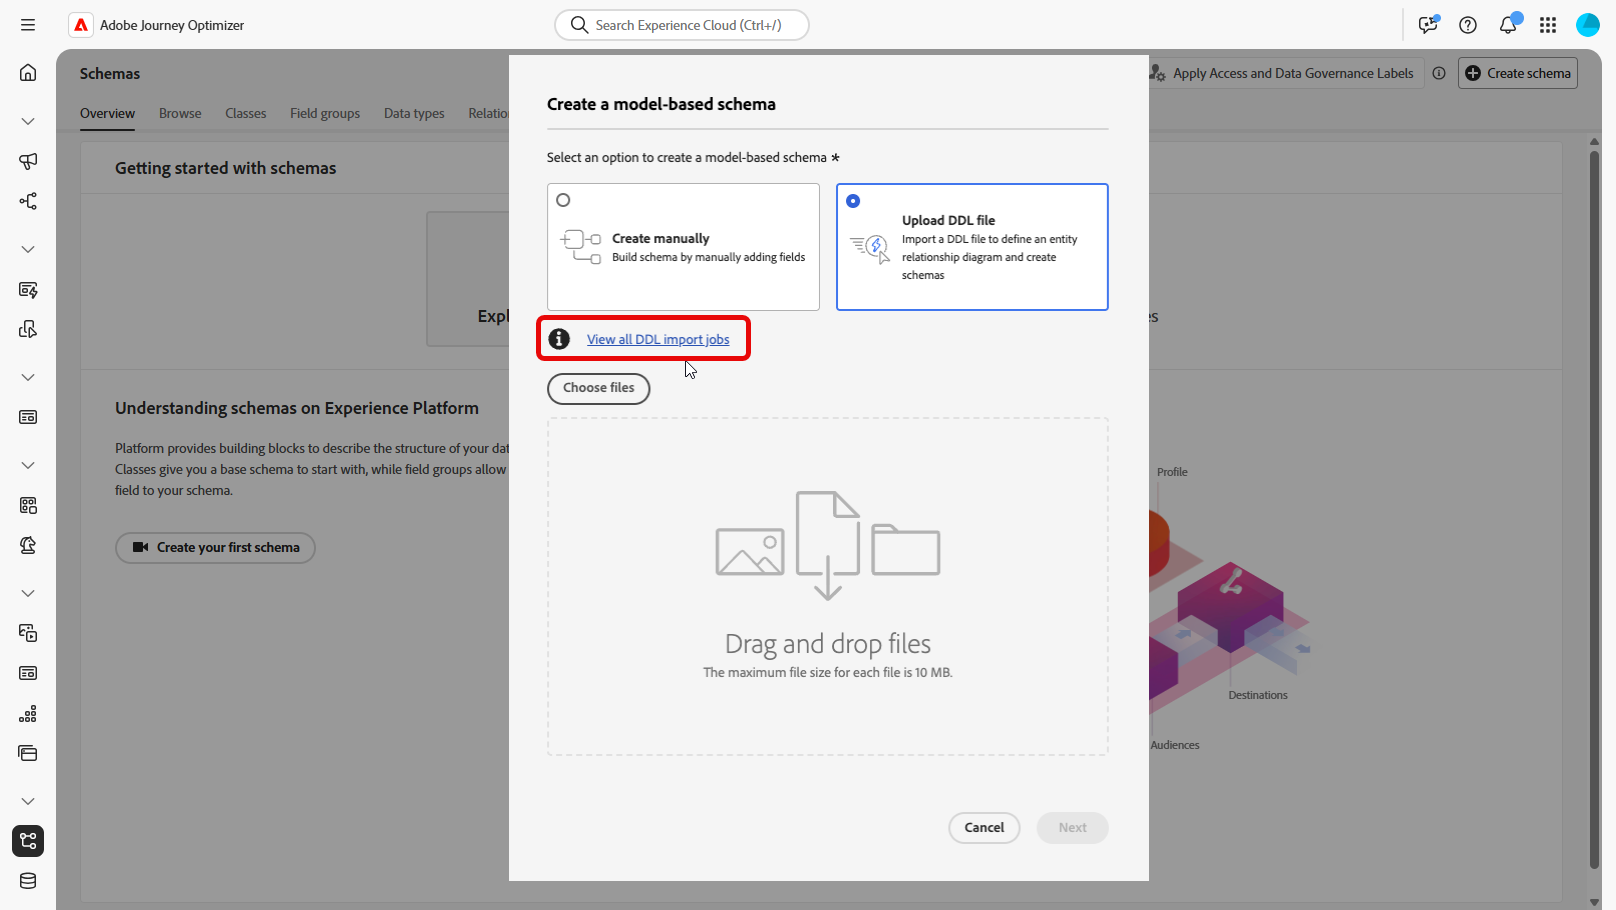 Adobe Journey Optimizer
Search Experience Cloud (Ctrl+/)
Schemas
Apply Access and Data Governance Labels
Create schema
Overview
Browse
Classes
Field groups
Data types
Relatio
Getting started with schemas
Expl
es
Understanding schemas on Experience Platform
Platform provides building blocks to describe the structure of your dat
Classes give you a base schema to start with, while field groups allow
field to your schema.
Create your first schema
Create a model-based schema
Select an option to create a model-based schema *
Create manually
Build schema by manually adding fields
Upload DDL file
Import a DDL file to define an entity
relationship diagram and create
schemas
View all DDL import jobs
Choose files
Drag and drop files
The maximum file size for each file is 10 MB.
Cancel
Next
Profile
Destinations
Audiences